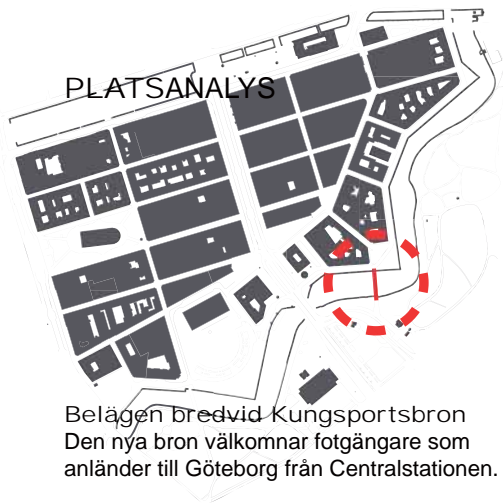 PLATSANALYS
Belägen bredvid Kungsportsbron
Den nya bron välkomnar fotgängare som
anländer till Göteborg från Centralstationen.